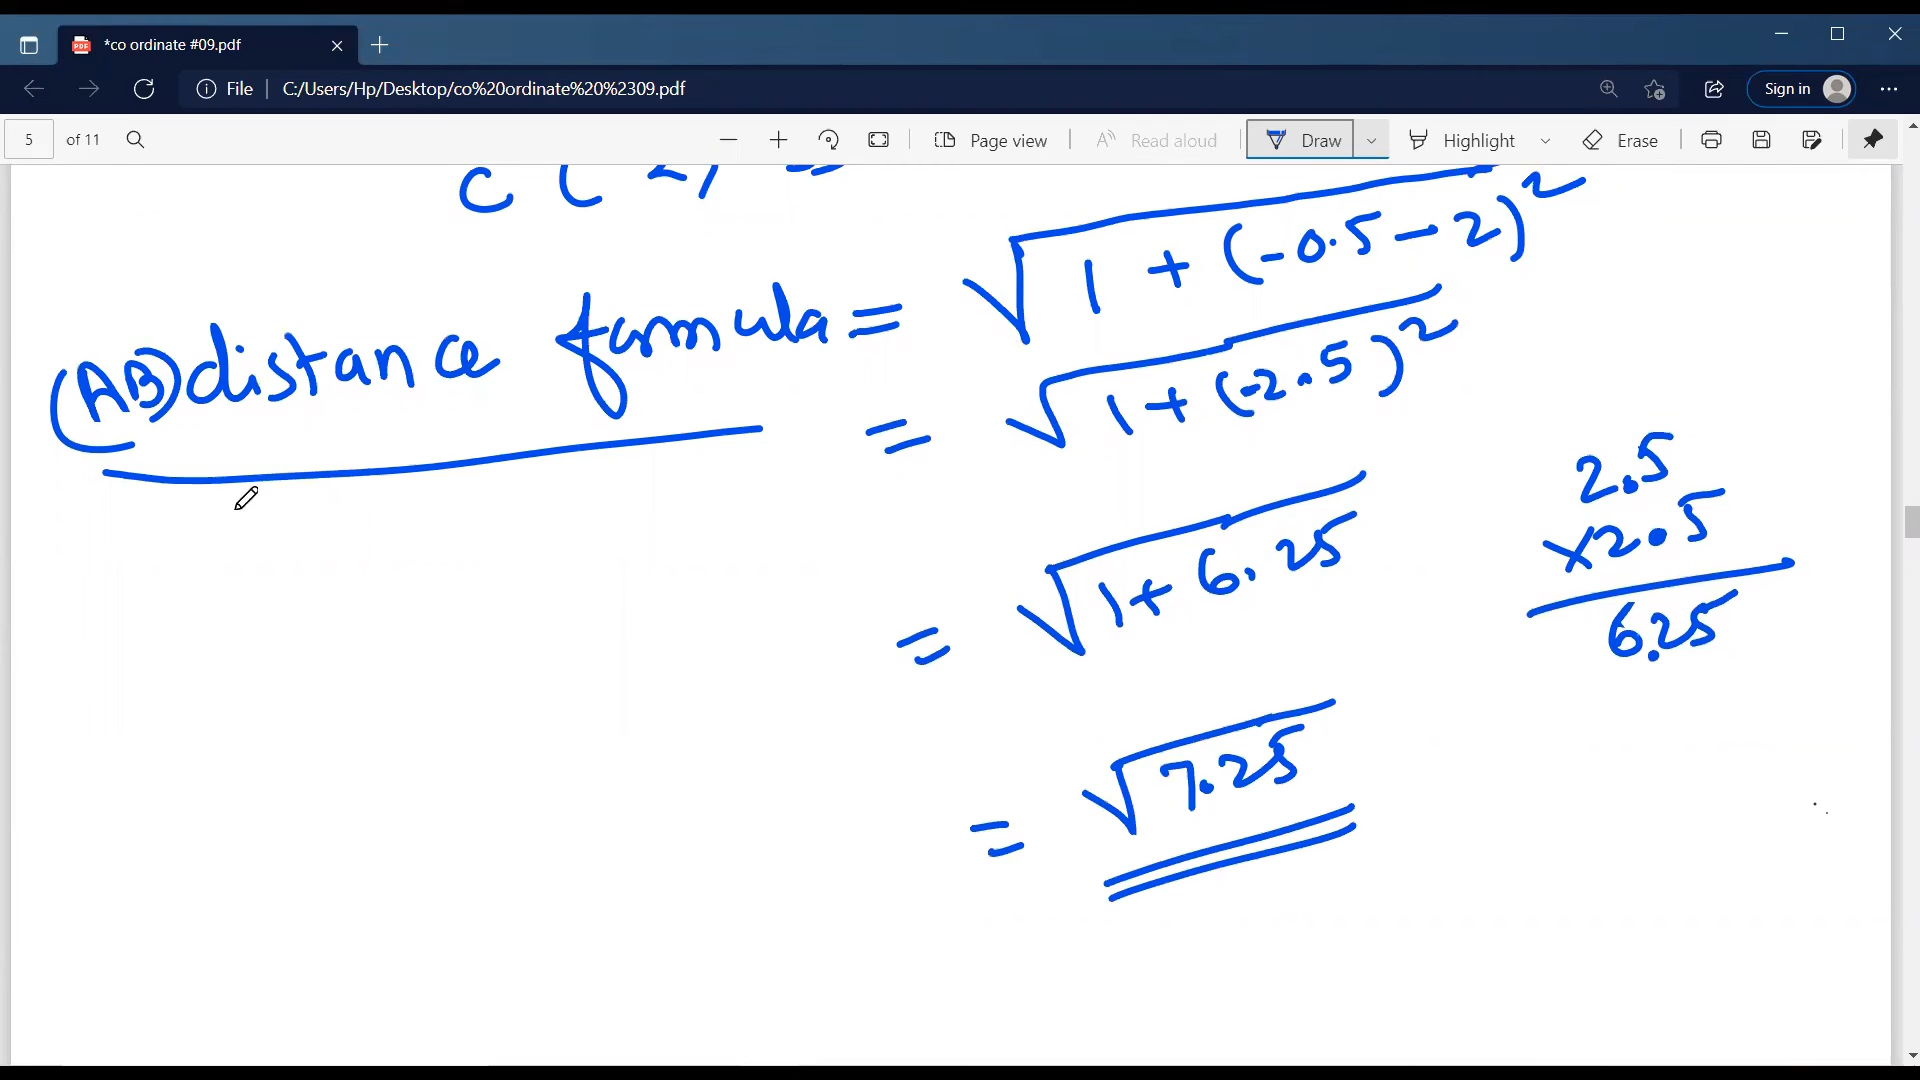 *co ordinate #09.pdf
File | C:/Users/Hp/Desktop/co%20ordinate%20%2309.pdf
Sign in
5 of 11
Page view
Read aloud
Draw
Highlight
Erase
C (
√1 + (-0.5 - 2)²
(AB) distance formula =
= √1 + (-2.5)²
2.5
×2.5
6.25
= √1 + 6.25
= √7.25